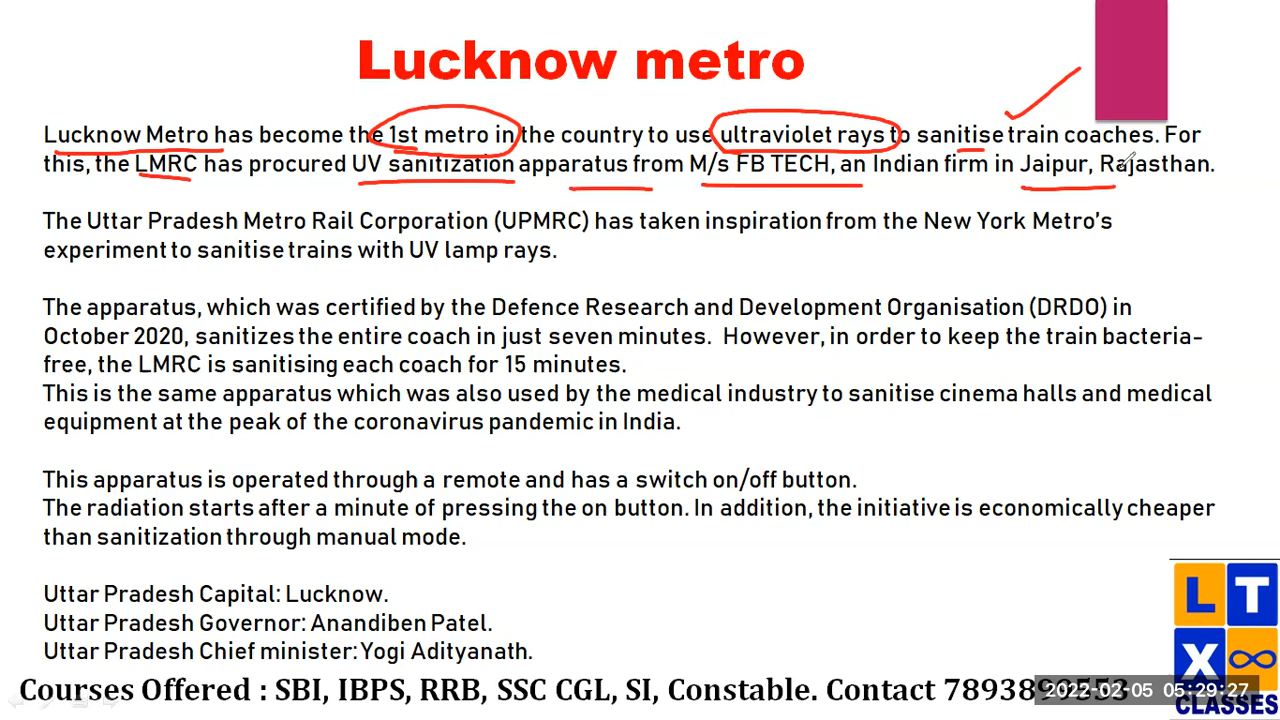 Lucknow metro
Lucknow Metro has become the 1st metro in the country to use ultraviolet rays to sanitise train coaches. For
this, the LMRC has procured UV sanitization apparatus from M/s FB TECH, an Indian firm in Jaipur, Rajasthan.
The Uttar Pradesh Metro Rail Corporation (UPMRC) has taken inspiration from the New York Metro's
experiment to sanitise trains with UV lamp rays.
The apparatus, which was certified by the Defence Research and Development Organisation (DRDO) in
October 2020, sanitizes the entire coach in just seven minutes. However, in order to keep the train bacteria-
free, the LMRC is sanitising each coach for 15 minutes.
This is the same apparatus which was also used by the medical industry to sanitise cinema halls and medical
equipment at the peak of the coronavirus pandemic in India.
This apparatus is operated through a remote and has a switch on/off button.
The radiation starts after a minute of pressing the on button. In addition, the initiative is economically cheaper
than sanitization through manual mode.
Uttar Pradesh Capital: Lucknow.
Uttar Pradesh Governor: Anandiben Patel.
Uttar Pradesh Chief minister: Yogi Adityanath.
L T
X ∞
CLASSES
Courses Offered : SBI, IBPS, RRB, SSC CGL, SI, Constable. Contact 7893899553
2022-02-05 05:29:27